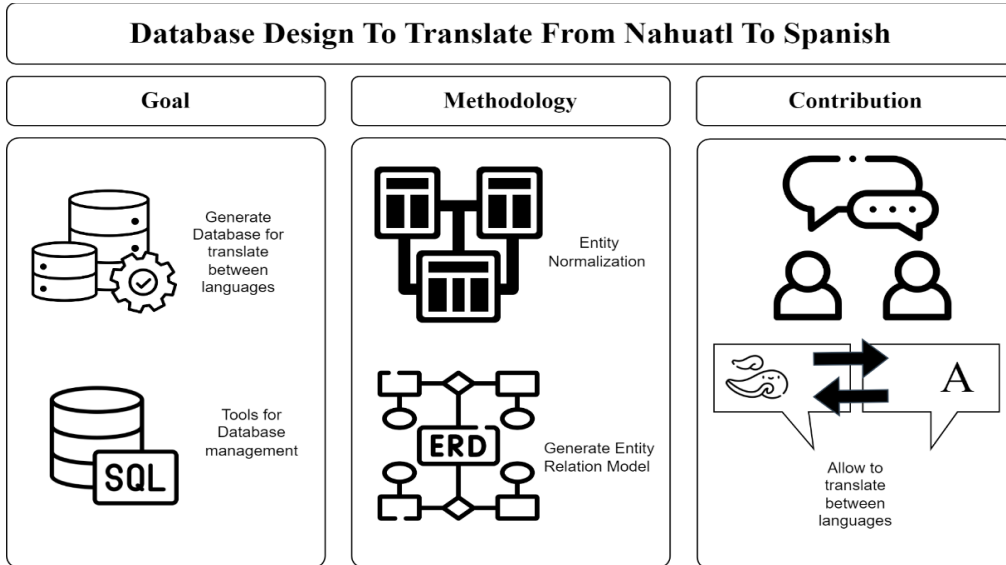 Database Design To Translate From Nahuatl To Spanish
Goal
Methodology
Contribution
Generate
Database for
translate
between
languages
Tools for
Database
management
SQL
Entity
Normalization
ERD
Generate Entity
Relation Model
A
Allow to
translate
between
languages